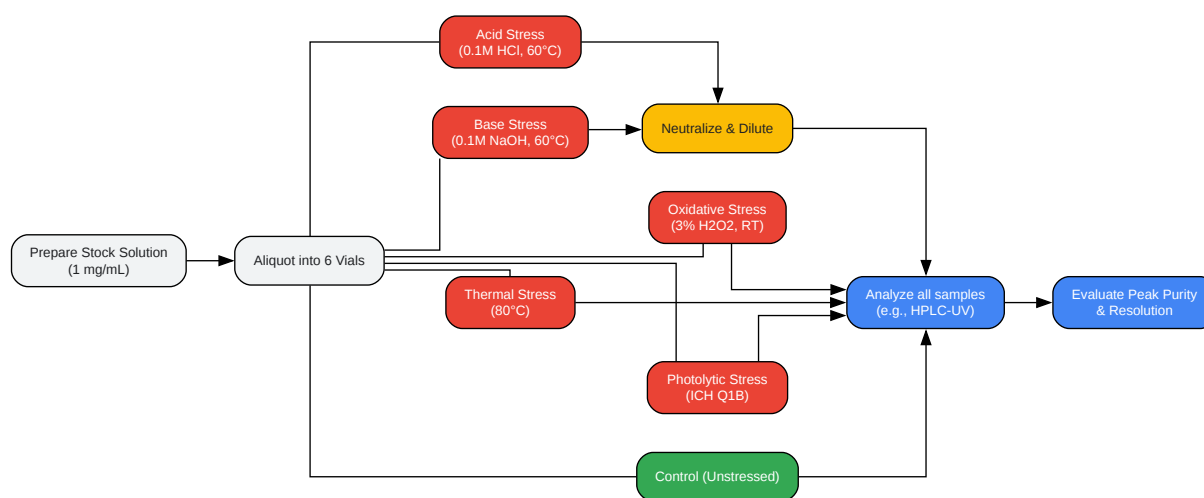 Prepare Stock Solution
(1 mg/mL)
Aliquot into 6 Vials
Acid Stress
(0.1M HCl, 60°C)
Base Stress
(0.1M NaOH, 60°C)
Neutralize & Dilute
Oxidative Stress
(3% H2O2, RT)
Thermal Stress
(80°C)
Photolytic Stress
(ICH Q1B)
Control (Unstressed)
Analyze all samples
(e.g., HPLC-UV)
Evaluate Peak Purity
& Resolution